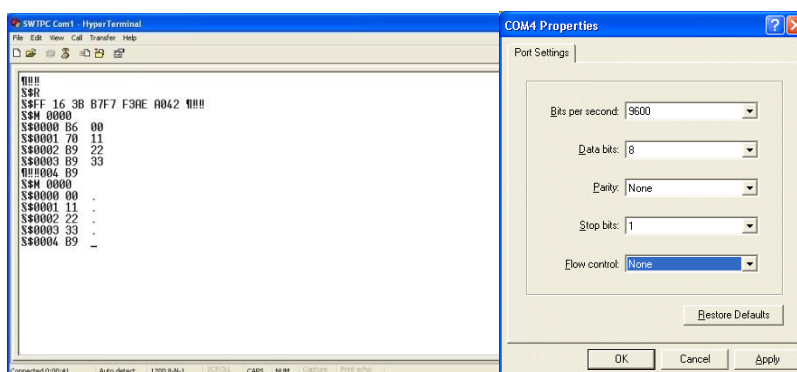 SWTPC Com1 - HyperTerminal
File Edit View Call Transfer Help
¶‼‼
S$R
S$FF 16 3B B7F7 F3AE A042 ¶‼‼
S$M 0000
S$0000 B6 00
S$0001 70 11
S$0002 B9 22
S$0003 B9 33
¶‼‼004 B9
S$M 0000
S$0000 00 .
S$0001 11 .
S$0002 22 .
S$0003 33 .
S$0004 B9 _
Connected 0:00:41 Auto detect 1200 8-N-1 SCROLL CAPS NUM Capture Print echo
COM4 Properties
Port Settings
Bits per second: 9600
Data bits: 8
Parity: None
Stop bits: 1
Flow control: None
Restore Defaults
OK Cancel Apply